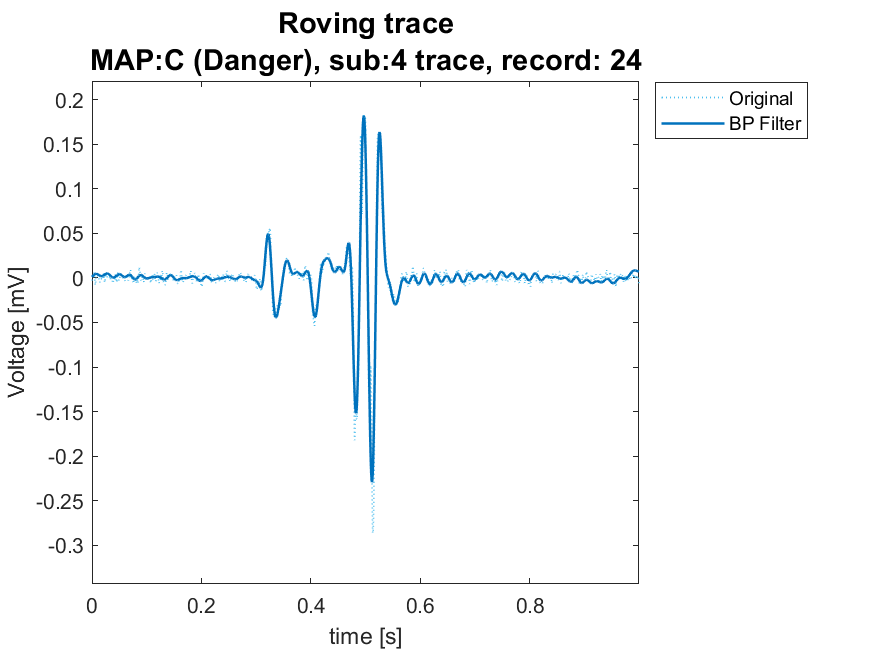 Roving trace
MAP:C (Danger), sub:4 trace, record: 24
Original
BP Filter
0.2
0.15
0.1
0.05
0
-0.05
-0.1
-0.15
-0.2
-0.25
-0.3
Voltage [mV]
0 0.2 0.4 0.6 0.8
time [s]